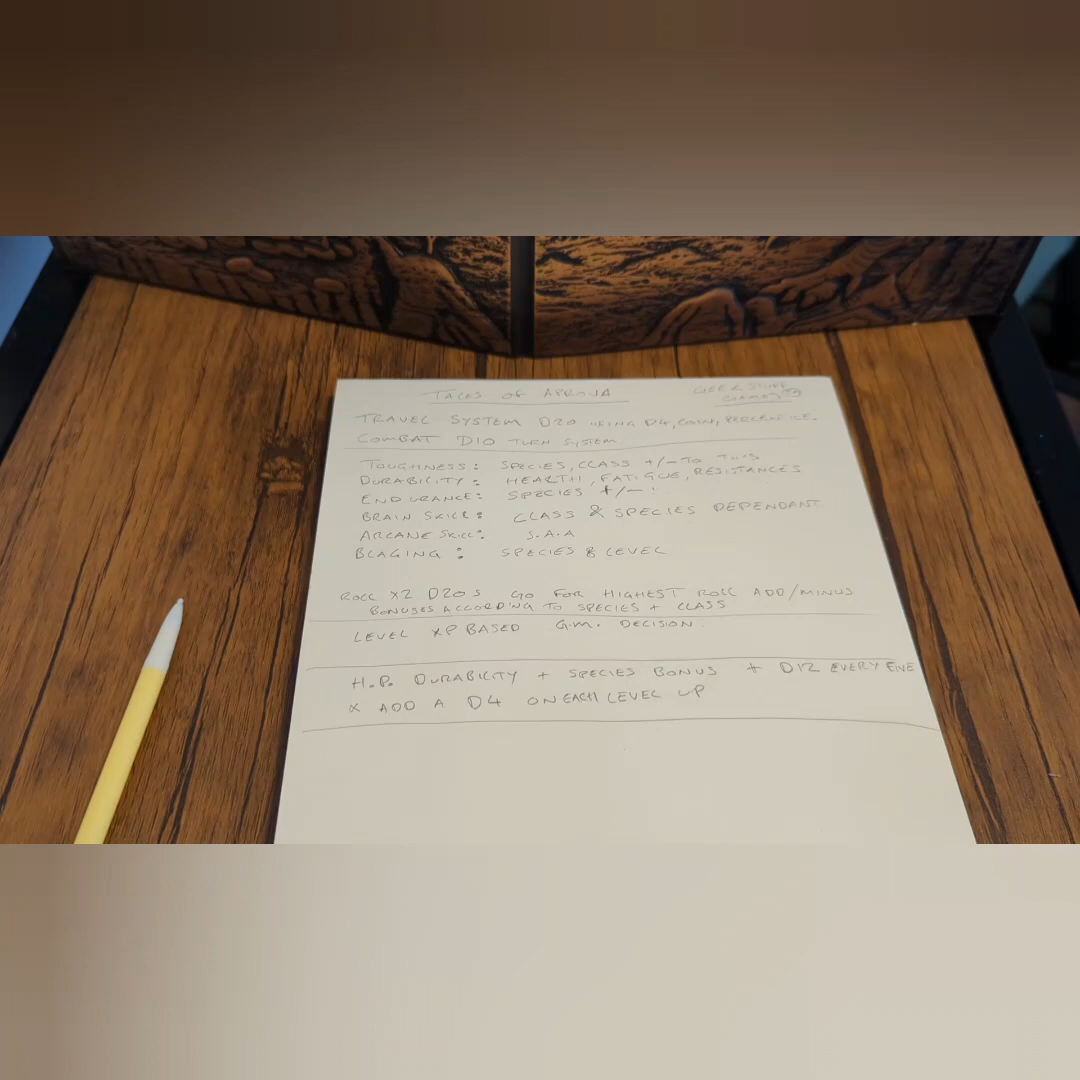 TALES OF
GEEK STUFF
GAMES
TRAVEL SYSTEM D20 USING D4, COIN, PERCENTILE.
COMBAT D10 TURN SYSTEM
TOUGHNESS: SPECIES, CLASS +/- TO THIS
DURABILITY: HEALTH, FATIGUE, RESISTANCES
ENDURANCE: SPECIES +/-.
BRAIN SKILL: CLASS & SPECIES DEPENDANT
ARCANE SKILL: S.A.A
BLAGING: SPECIES & LEVEL
ROLL X2 D20S GO FOR HIGHEST ROLL ADD/MINUS
BONUSES ACCORDING TO SPECIES + CLASS
LEVEL XP BASED G.M. DECISION.
H.P. DURABILITY + SPECIES BONUS + D12 EVERY FIVE
X ADD A D4 ON EACH LEVEL UP